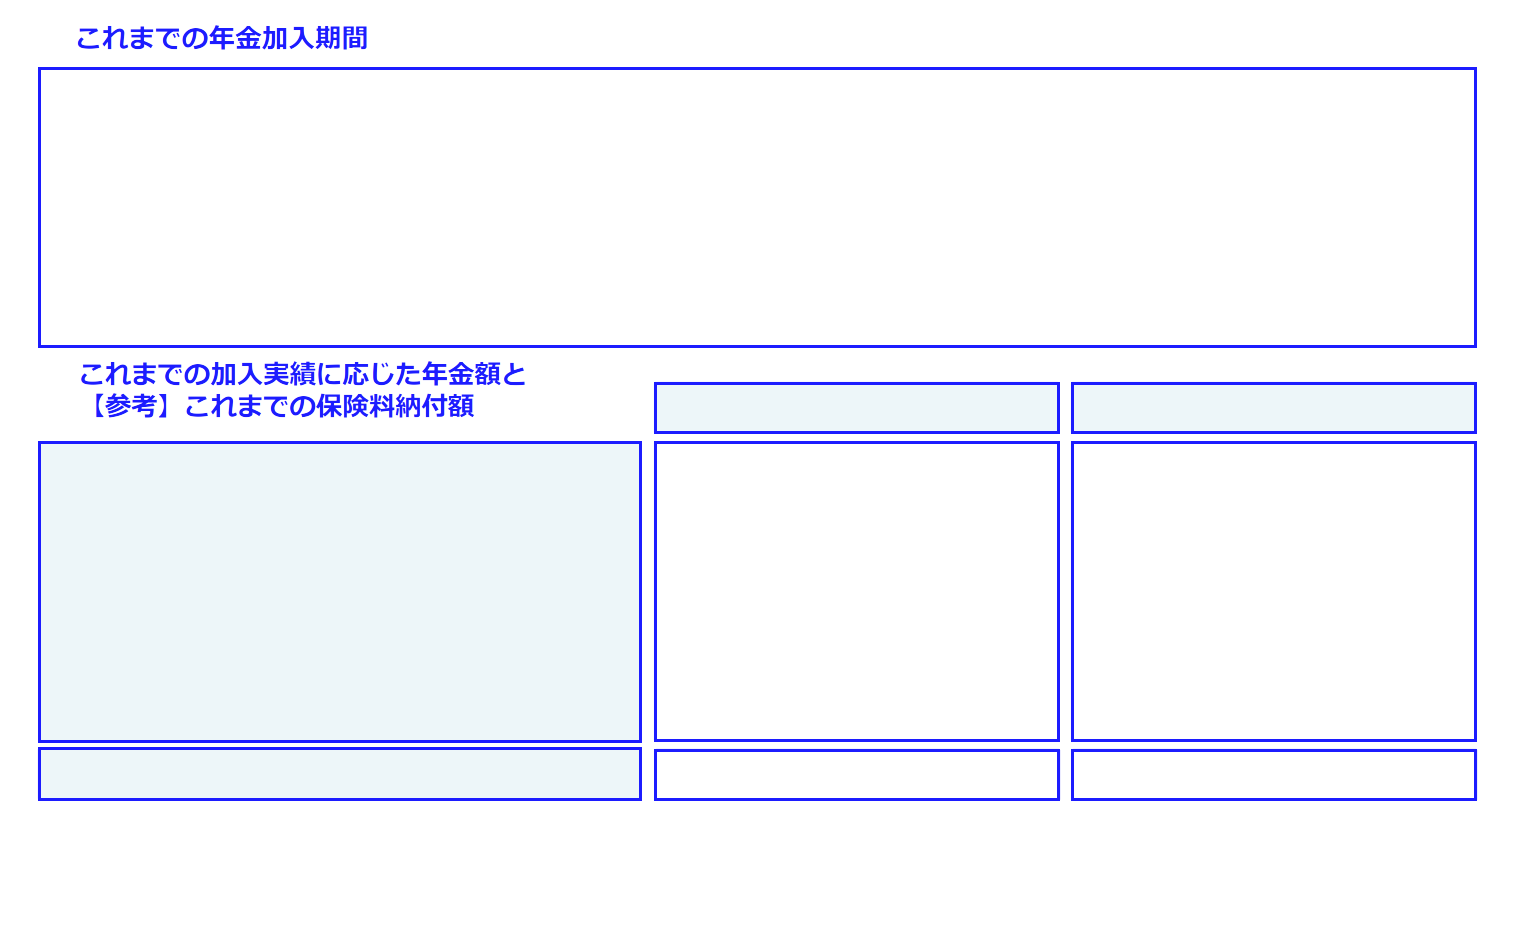 これまでの年金加入期間
これまでの加入実績に応じた年金額と
【参考】これまでの保険料納付額